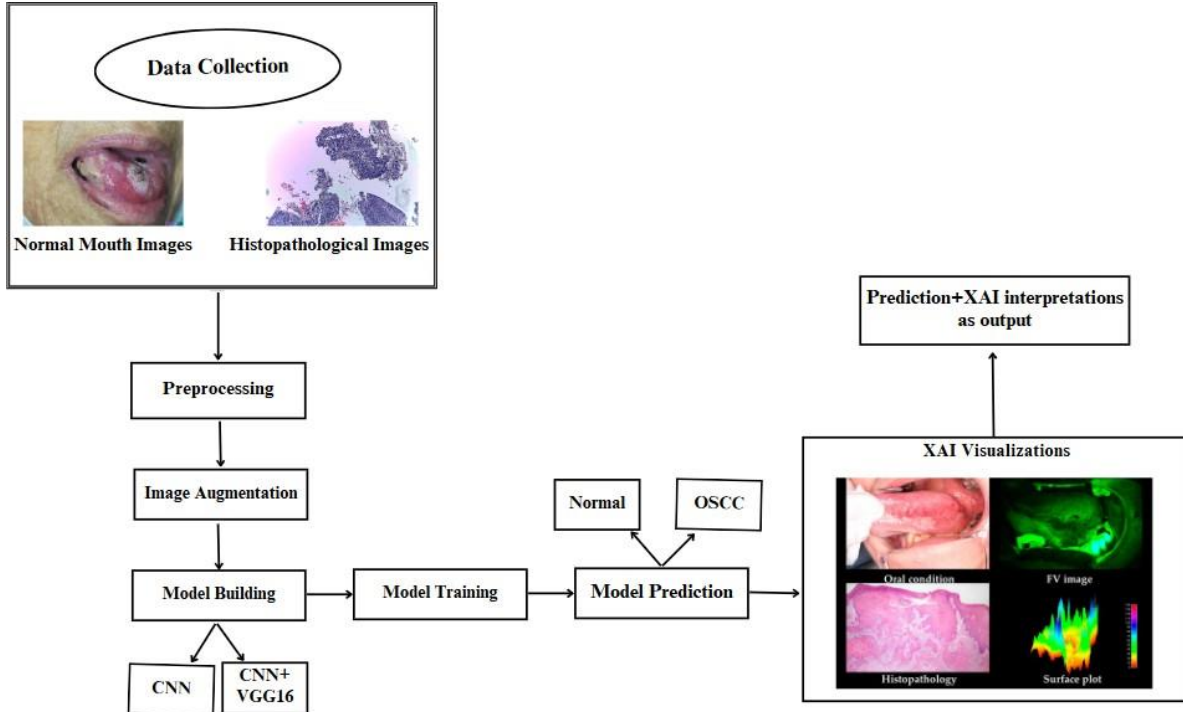 Data Collection
Normal Mouth Images
Histopathological Images
Preprocessing
Image Augmentation
Model Building
CNN
CNN+
VGG16
Model Training
Model Prediction
Normal
OSCC
XAI Visualizations
Oral condition
FV image
Histopathology
Surface plot
Prediction+XAI interpretations
as output